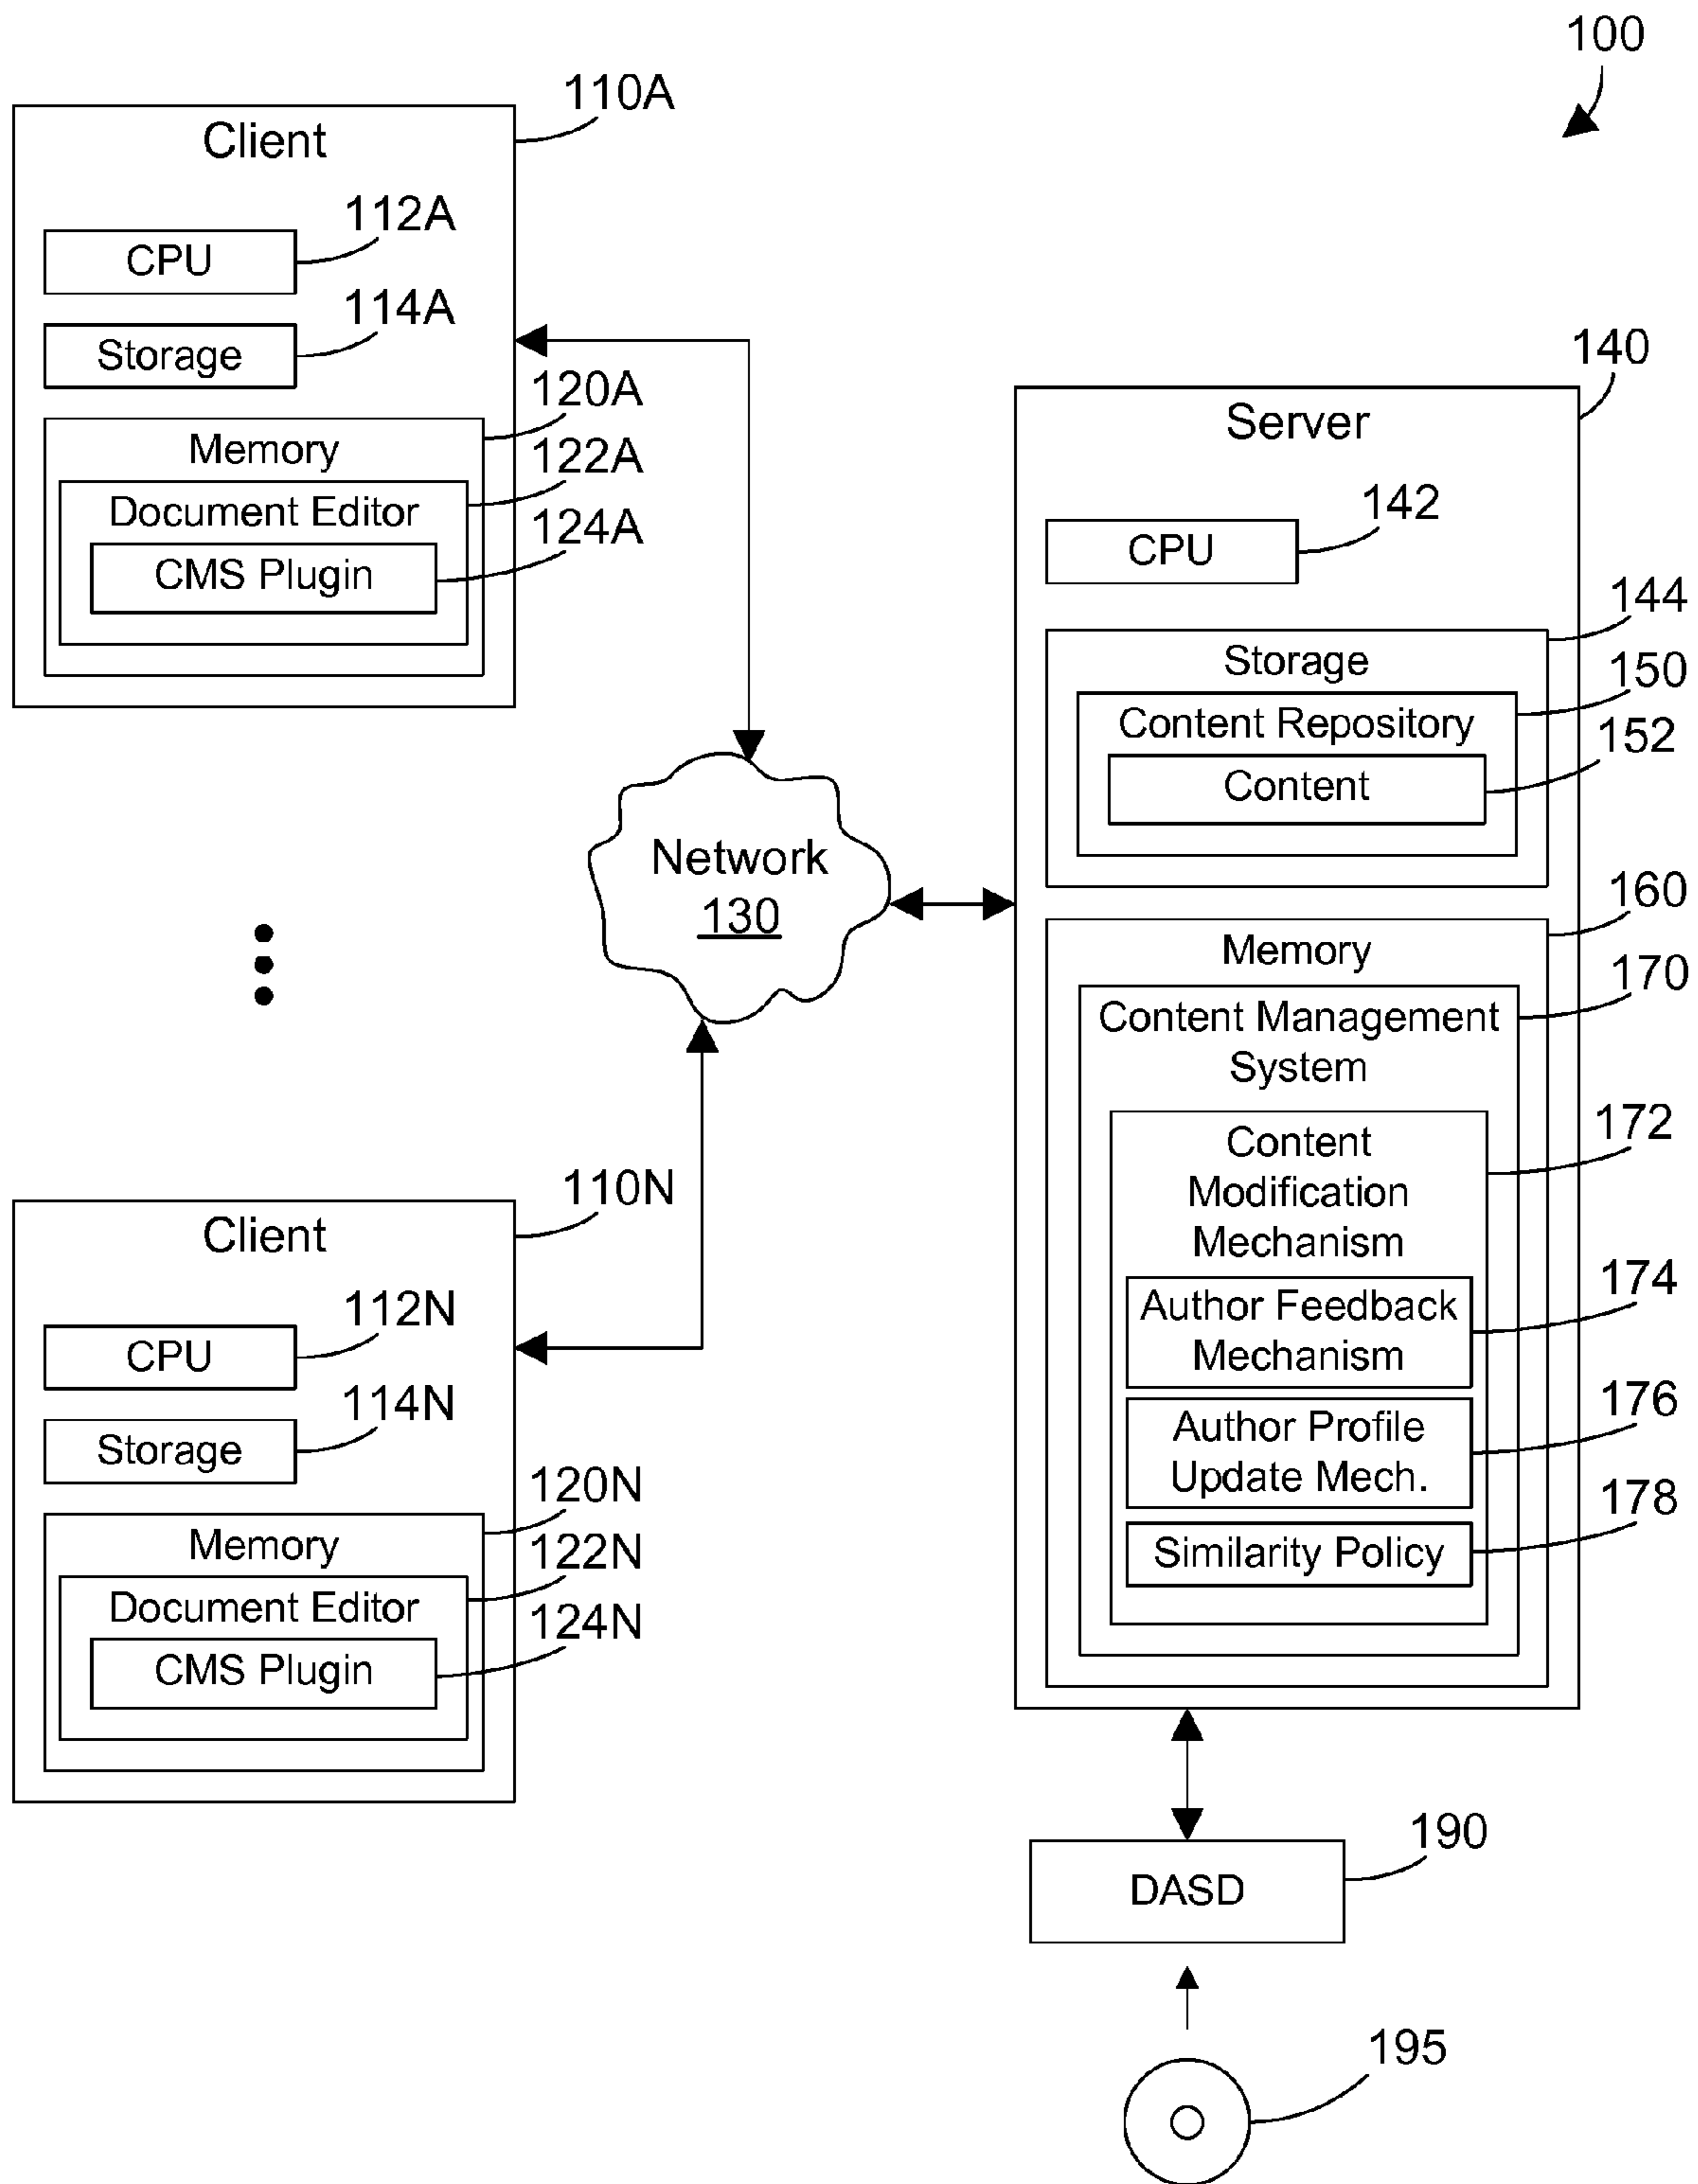 100
110A
Client
112A
CPU
114A
Storage
120A
Memory
122A
Document Editor
124A
CMS Plugin
Network
130
110N
Client
112N
CPU
114N
Storage
120N
Memory
122N
Document Editor
124N
CMS Plugin
140
Server
142
CPU
144
Storage
150
Content Repository
152
Content
160
Memory
170
Content Management
System
172
Content
Modification
Mechanism
174
Author Feedback
Mechanism
176
Author Profile
Update Mech.
178
Similarity Policy
190
DASD
195